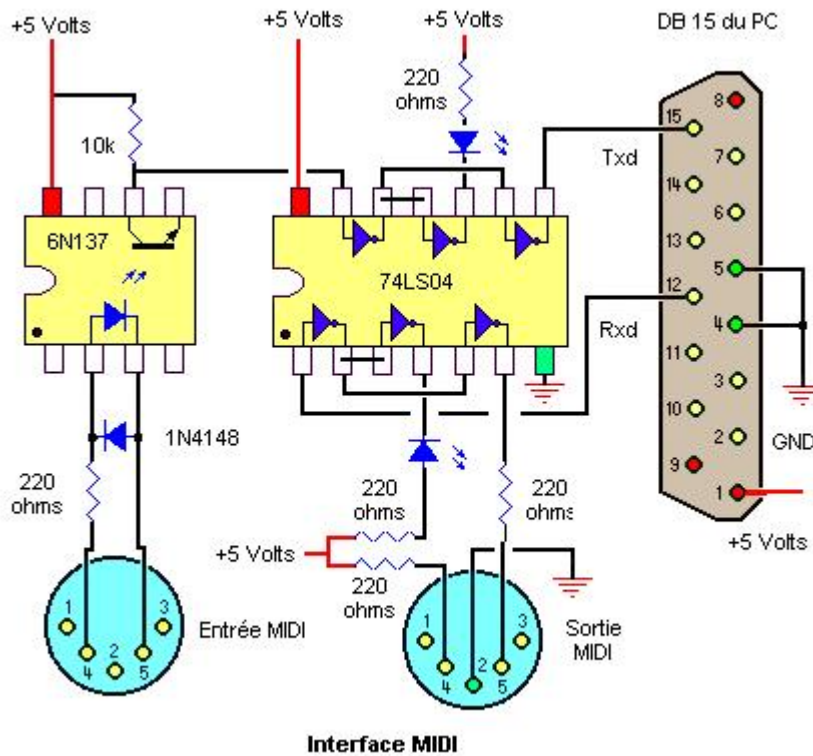 +5 Volts
+5 Volts
+5 Volts
DB 15 du PC
220
ohms
10k
Txd
6N137
74LS04
Rxd
8
15
7
14
6
13
5
12
4
11
3
10
2
9
1
GND
+5 Volts
1N4148
220
ohms
220
ohms
220
ohms
+5 Volts
220
ohms
1
3
4
2
5
Entrée MIDI
1
3
4
2
5
Sortie
MIDI
Interface MIDI